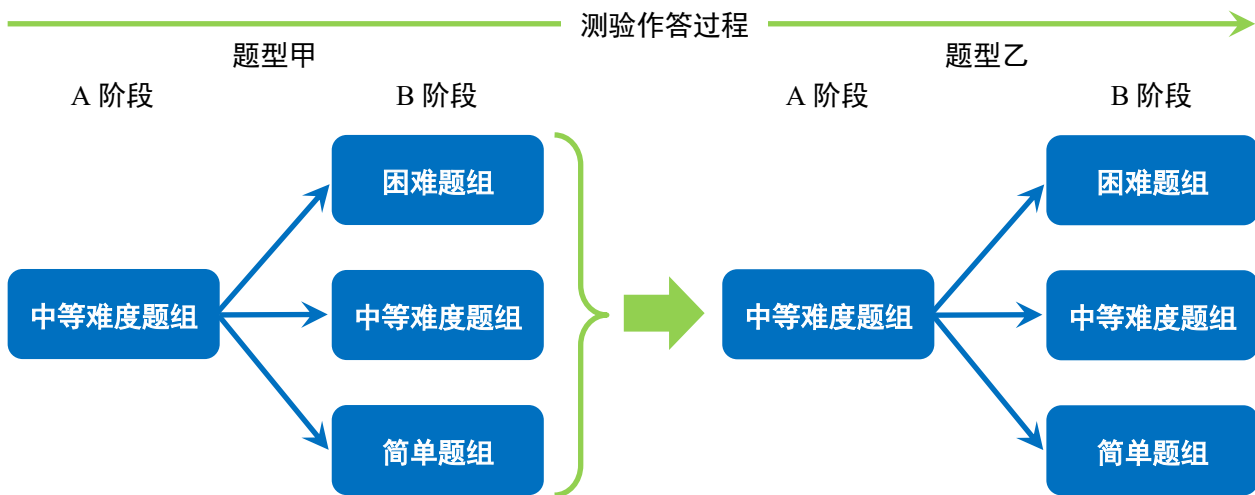 测验作答过程
题型甲
题型乙
A 阶段
B 阶段
A 阶段
B 阶段
困难题组
困难题组
中等难度题组
中等难度题组
中等难度题组
中等难度题组
简单题组
简单题组